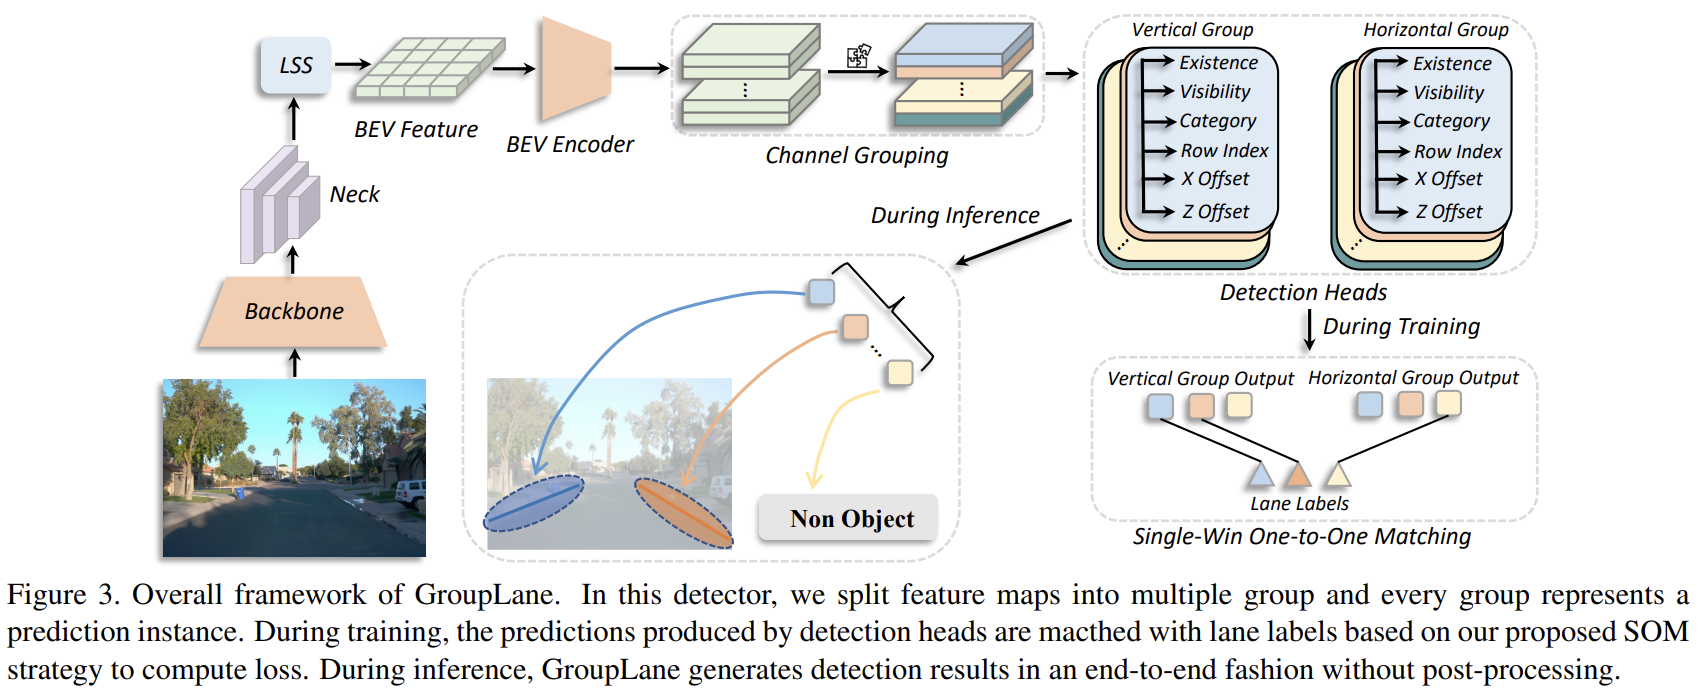 LSS
BEV Feature
BEV Encoder
Channel Grouping
Neck
Backbone
Vertical Group
Existence
Visibility
Category
Row Index
X Offset
Z Offset
Horizontal Group
Existence
Visibility
Category
Row Index
X Offset
Z Offset
Detection Heads
During Inference
During Training
Non Object
Vertical Group Output
Horizontal Group Output
Lane Labels
Single-Win One-to-One Matching
Figure 3. Overall framework of GroupLane. In this detector, we split feature maps into multiple group and every group represents a
prediction instance. During training, the predictions produced by detection heads are macthed with lane labels based on our proposed SOM
strategy to compute loss. During inference, GroupLane generates detection results in an end-to-end fashion without post-processing.